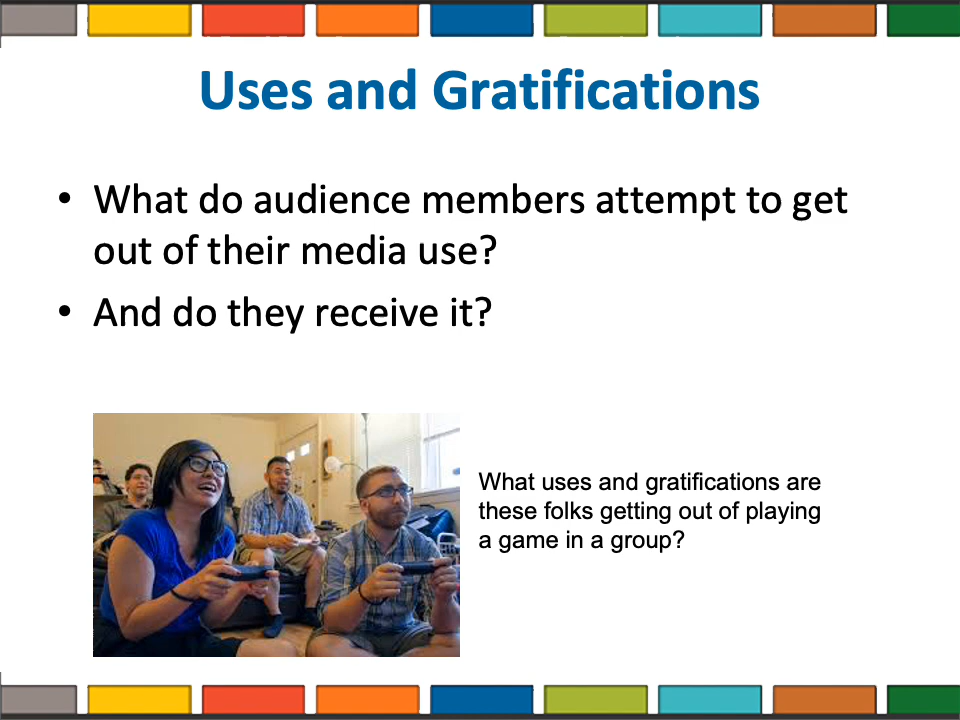 Uses and Gratifications
• What do audience members attempt to get
out of their media use?
• And do they receive it?
What uses and gratifications are
these folks getting out of playing
a game in a group?